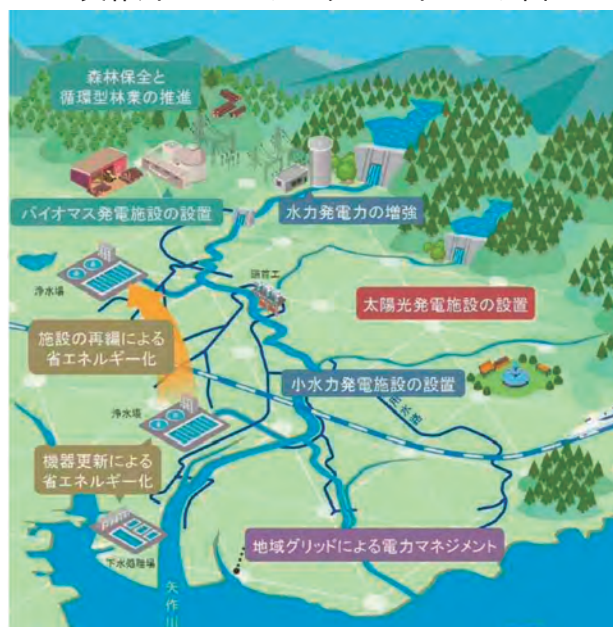 森林保全と
循環型林業の推進
バイオマス発電施設の設置
水力発電力の増強
浄水場
頭首工
太陽光発電施設の設置
施設の再編による
省エネルギー化
小水力発電施設の設置
浄水場
機器更新による
省エネルギー化
下水処理場
地域グリッドによる電力マネジメント
矢作川